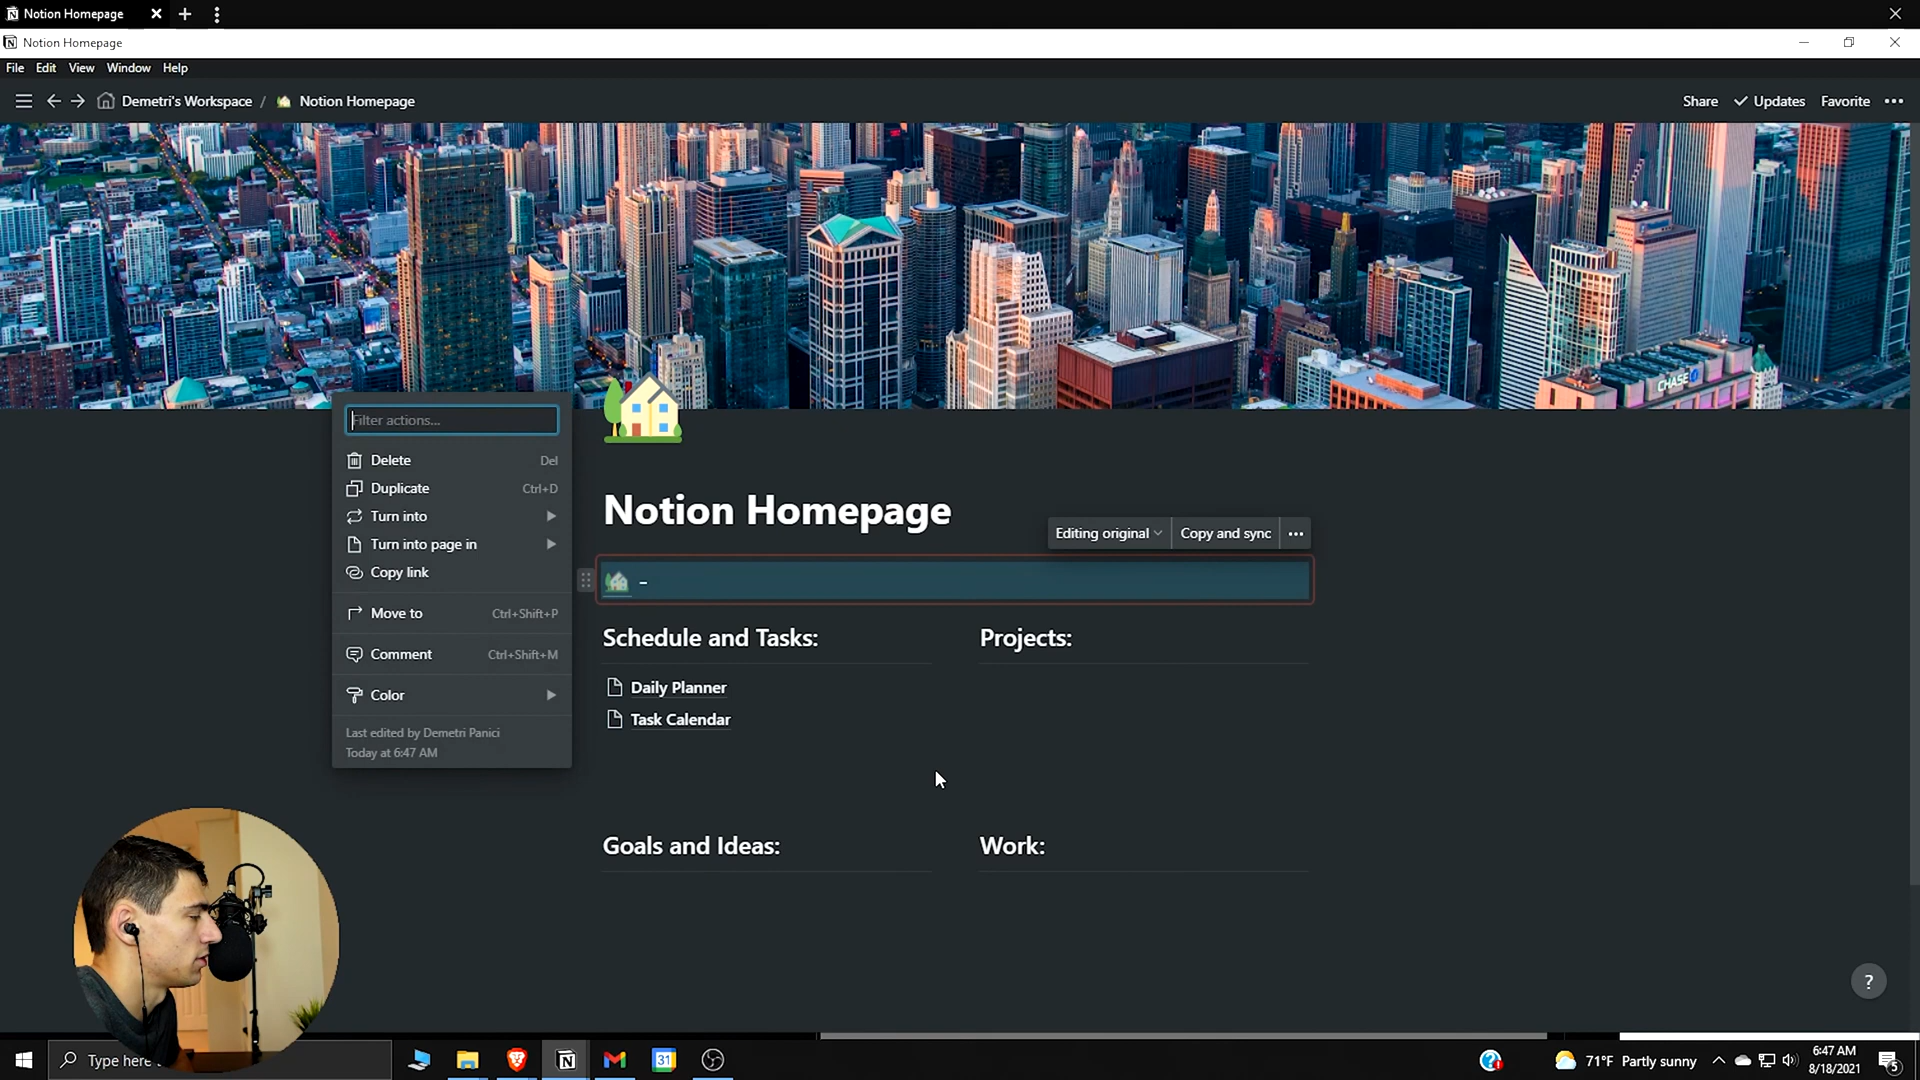 Notion Homepage
Notion Homepage
File Edit View Window Help
Demetri's Workspace / Notion Homepage
Share Updates Favorite
CHASE
Filter actions...
Delete Del
Duplicate Ctrl+D
Turn into
Turn into page in
Copy link
Move to Ctrl+Shift+P
Comment Ctrl+Shift+M
Color
Last edited by Demetri Panici
Today at 6:47 AM
Notion Homepage
Editing original Copy and sync
-
Schedule and Tasks:
Projects:
Daily Planner
Task Calendar
Goals and Ideas:
Work:
?
Type here
31
71°F Partly sunny
6:47 AM
8/18/2021
5